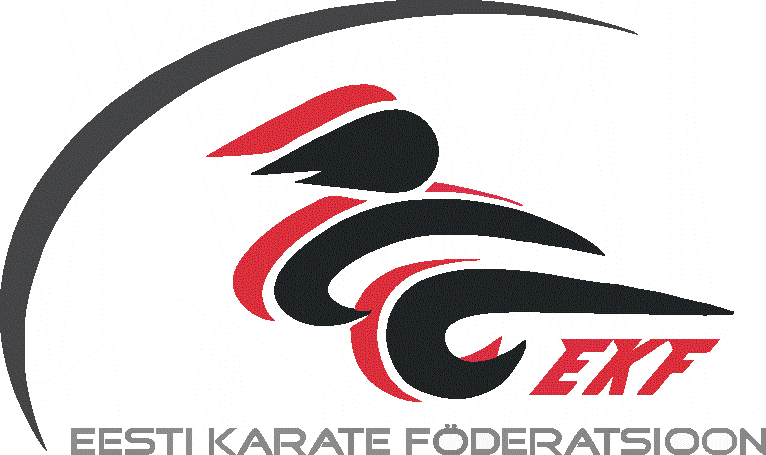 EKF
EESTI KARATE FÖDERATSIOON